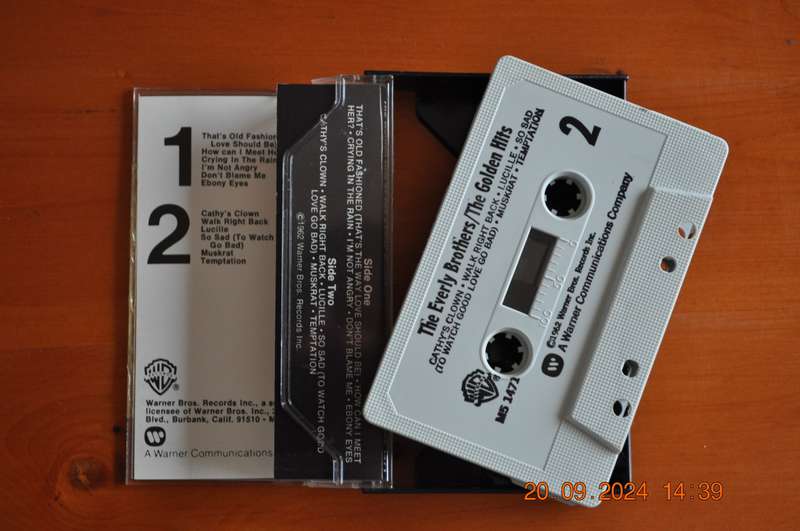 1
That's Old Fashion
Love Should Be)
How can I Meet He
Crying In The Rain
I'm Not Angry
Don't Blame Me
Ebony Eyes
2
Cathy's Clown
Walk Right Back
Lucille
So Sad (To Watch
Go Bad)
Muskrat
Temptation
WB
Warner Bros. Records Inc., a s
licensee of Warner Bros. Inc., 3
Blvd., Burbank, Calif. 91510 • M
A Warner Communications
Side One
THAT'S OLD FASHIONED (THAT'S THE WAY LOVE SHOULD BE) • HOW CAN I MEET
HER? • CRYING IN THE RAIN • I'M NOT ANGRY • DON'T BLAME ME • EBONY EYES
Side Two
CATHY'S CLOWN • WALK RIGHT BACK • LUCILLE • SO SAD (TO WATCH GOOD
LOVE GO BAD) • MUSKRAT • TEMPTATION
©1962 Warner Bros. Records Inc.
2
The Everly Brothers/The Golden Hits
CATHY'S CLOWN • WALK RIGHT BACK • LUCILLE • SO SAD
(TO WATCH GOOD LOVE GO BAD) • MUSKRAT • TEMPTATION
WB
M5 1471
©1962 Warner Bros. Records Inc.
A Warner Communications Company
20.09.2024 14:39